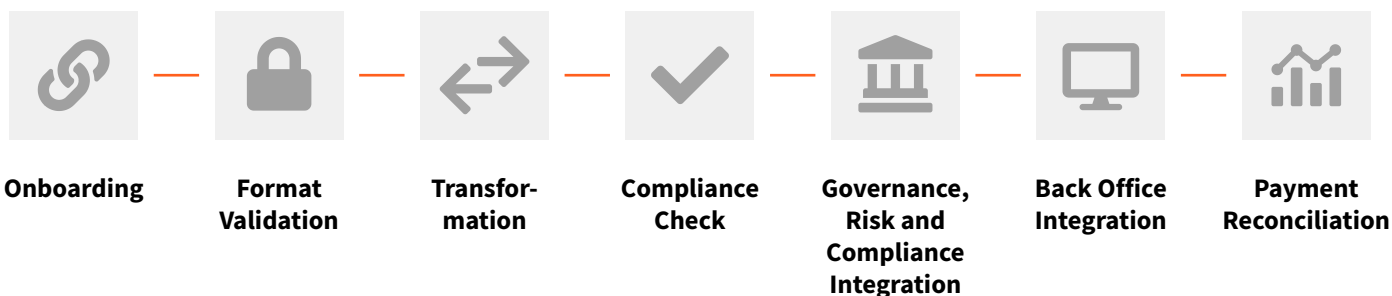 Onboarding
Format
Validation
Transfor-
mation
Compliance
Check
Governance,
Risk and
Compliance
Integration
Back Office
Integration
Payment
Reconciliation